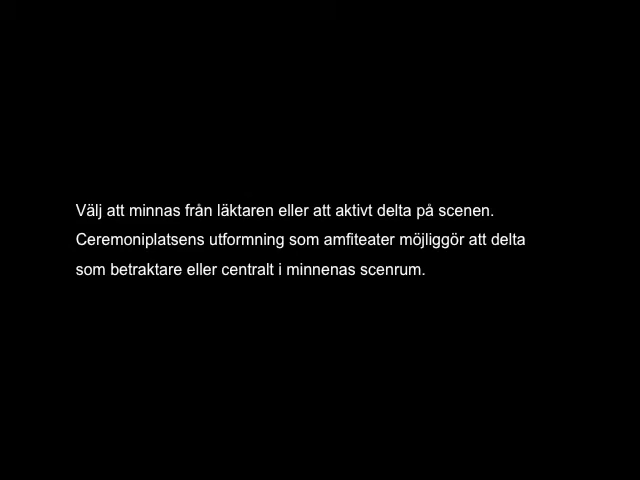 Välj att minnas från läktaren eller att aktivt delta på scenen.
Ceremoniplatsens utformning som amfiteater möjliggör att delta
som betraktare eller centralt i minnenas scenrum.